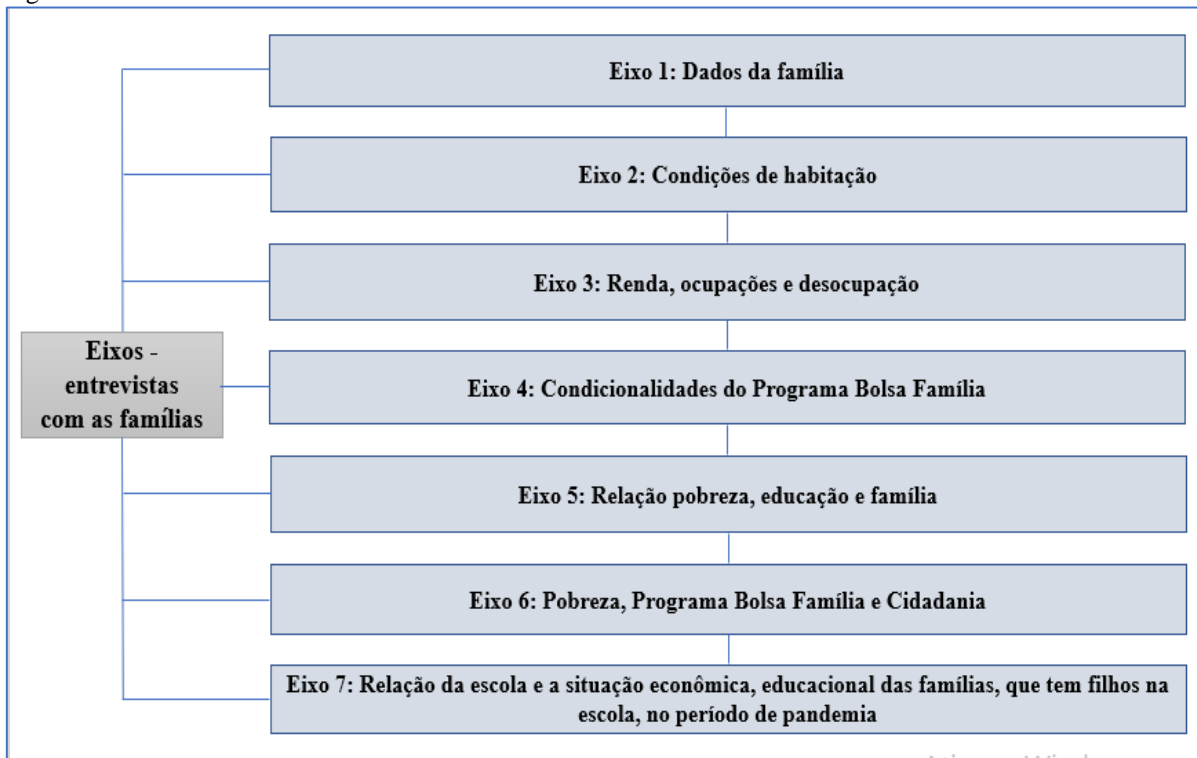 Eixo 1: Dados da família
Eixo 2: Condições de habitação
Eixo 3: Renda, ocupações e desocupação
Eixos -
entrevistas
com as famílias
Eixo 4: Condicionalidades do Programa Bolsa Família
Eixo 5: Relação pobreza, educação e família
Eixo 6: Pobreza, Programa Bolsa Família e Cidadania
Eixo 7: Relação da escola e a situação econômica, educacional das famílias, que tem filhos na
escola, no período de pandemia